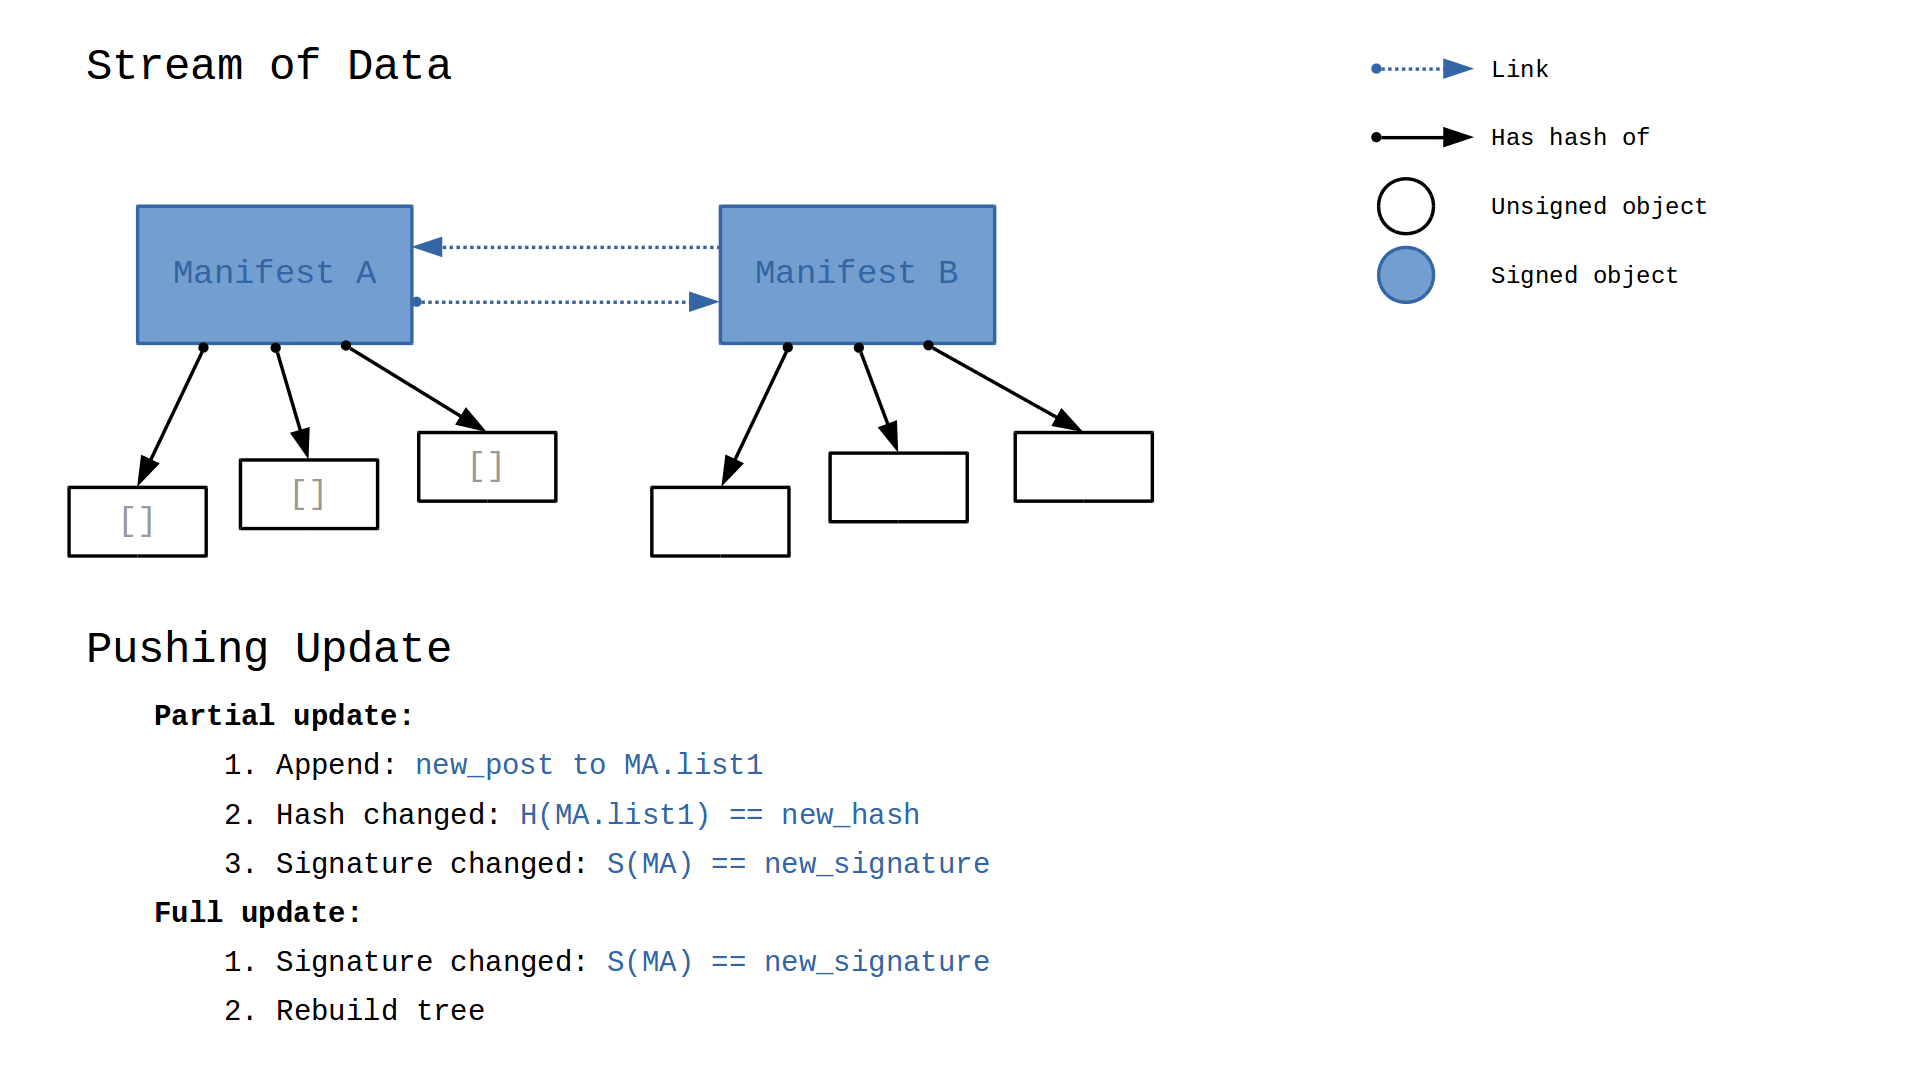 Stream of Data
Link
Has hash of
Unsigned object
Signed object
Manifest A
Manifest B
[]
[]
[]
Pushing Update
Partial update:
1. Append: new_post to MA.list1
2. Hash changed: H(MA.list1) == new_hash
3. Signature changed: S(MA) == new_signature
Full update:
1. Signature changed: S(MA) == new_signature
2. Rebuild tree